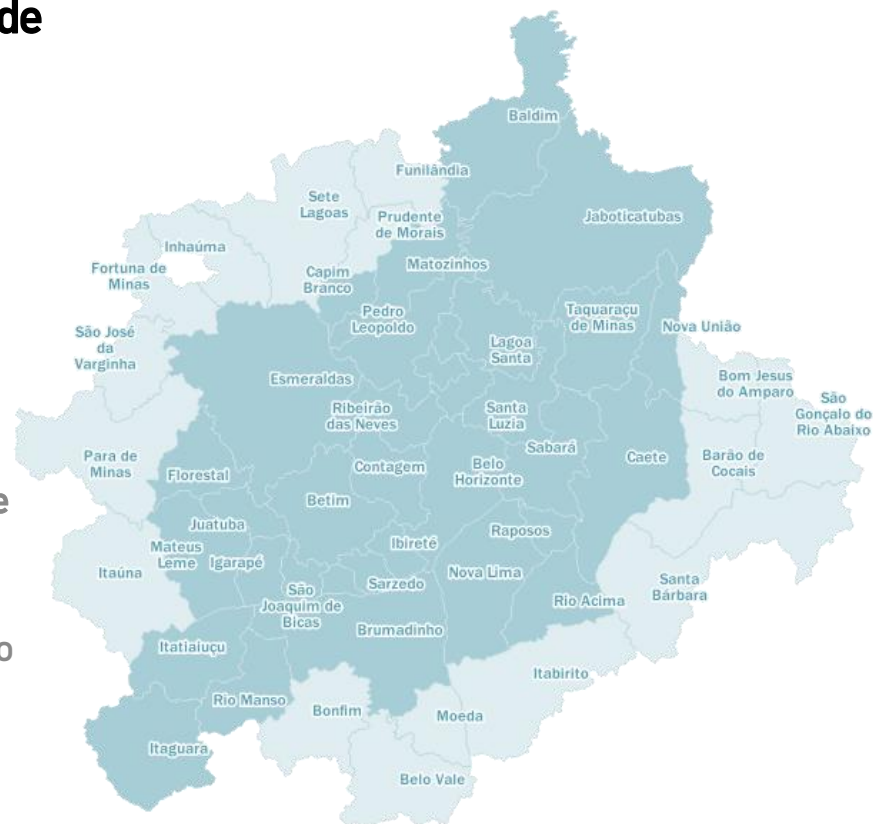 de
Baldim
Funilândia
Sete
Lagoas
Prudente
de Morais
Jaboticatubas
Inhaúma
Fortuna de
Minas
Capim
Branco
Matozinhos
Pedro
Leopoldo
Taquaraçu
de Minas
Nova União
São José
da
Varginha
Lagoa
Santa
Esmeraldas
Bom Jesus
do Amparo
São
Gonçalo do
Rio Abaixo
Ribeirão
das Neves
Santa
Luzia
Sabará
Para de
Minas
Florestal
Contagem
Belo
Horizonte
Caete
Barão de
Cocais
Betim
e
Juatuba
Raposos
Mateus
Leme
Igarapé
Ibiretê
Itaúna
Sarzedo
Nova Lima
Santa
Bárbara
São
Joaquim de
Bicas
Rio Acima
Brumadinho
o
Itatiaiuçu
Itabirito
Rio Manso
Bonfim
Moeda
Itaguara
Belo Vale